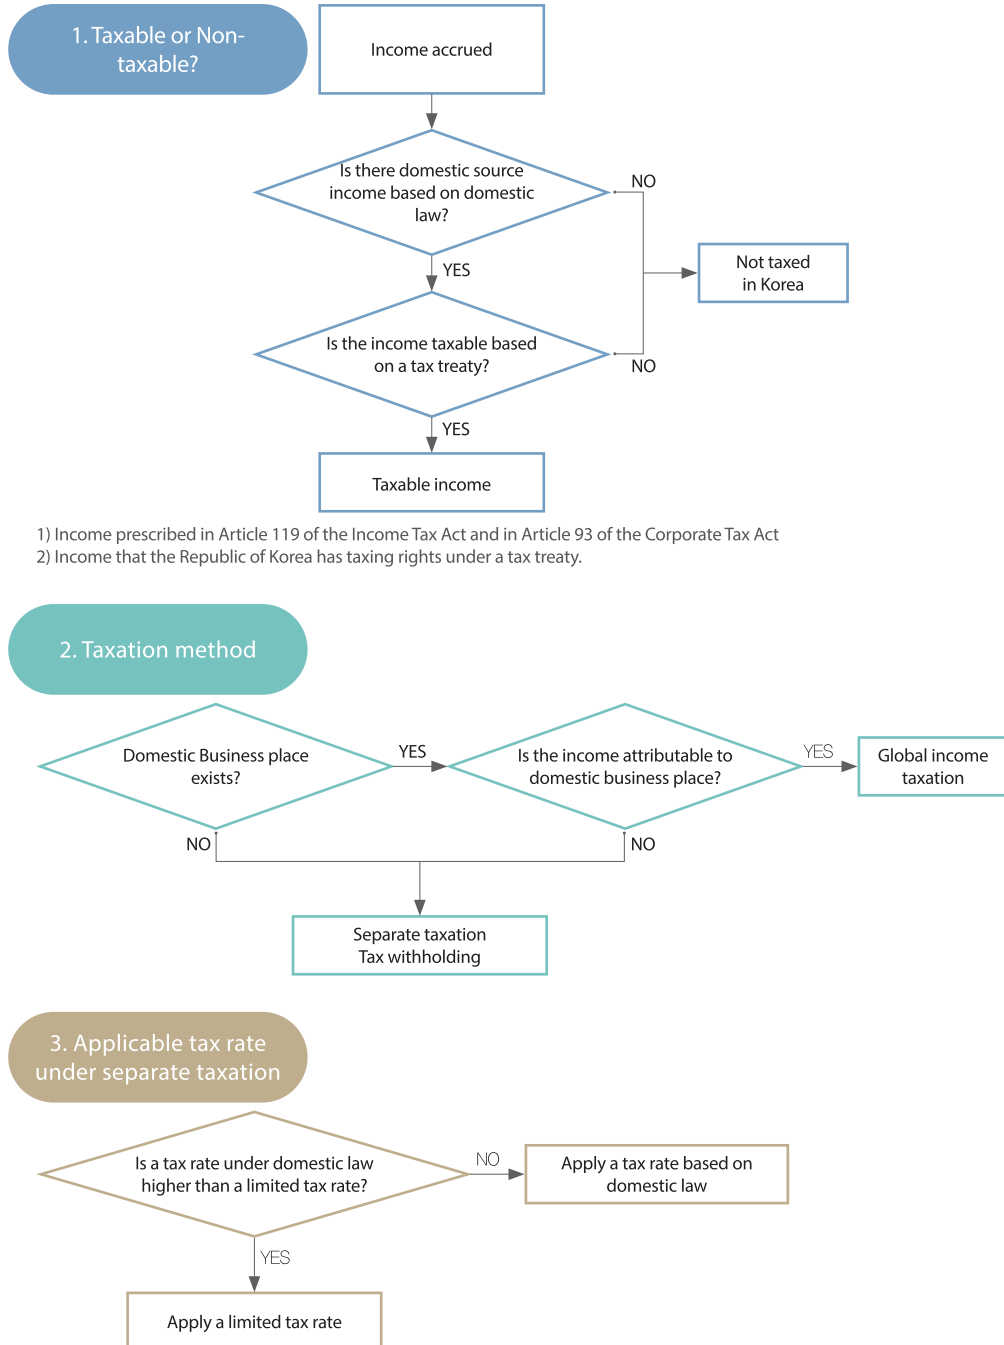 1. Taxable or Non-
taxable?
Income accrued
Is there domestic source
income based on domestic
law?
NO
YES
Not taxed
in Korea
Is the income taxable based
on a tax treaty?
NO
YES
Taxable income
1) Income prescribed in Article 119 of the Income Tax Act and in Article 93 of the Corporate Tax Act
2) Income that the Republic of Korea has taxing rights under a tax treaty.
2. Taxation method
Domestic Business place
exists?
YES
Is the income attributable to
domestic business place?
YES
Global income
taxation
NO
NO
Separate taxation
Tax withholding
3. Applicable tax rate
under separate taxation
Is a tax rate under domestic law
higher than a limited tax rate?
NO
Apply a tax rate based on
domestic law
YES
Apply a limited tax rate